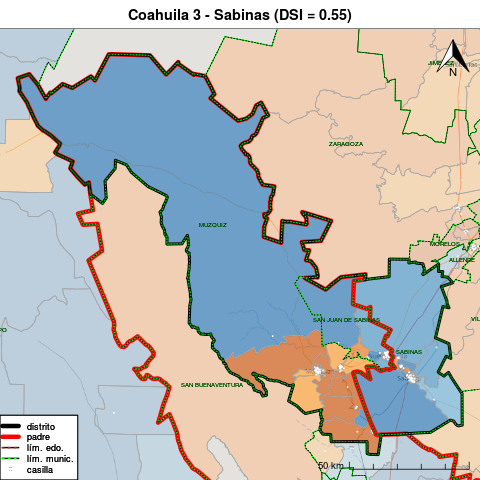 Coahuila 3 - Sabinas (DSI = 0.55)
N
ZARAGOZA
MUZQUIZ
MORELOS
ALLENDE
SAN JUAN DE SABINAS
SABINAS
SAN BUENAVENTURA
distrito
padre
lím. edo.
lím. munic.
casilla
50 km